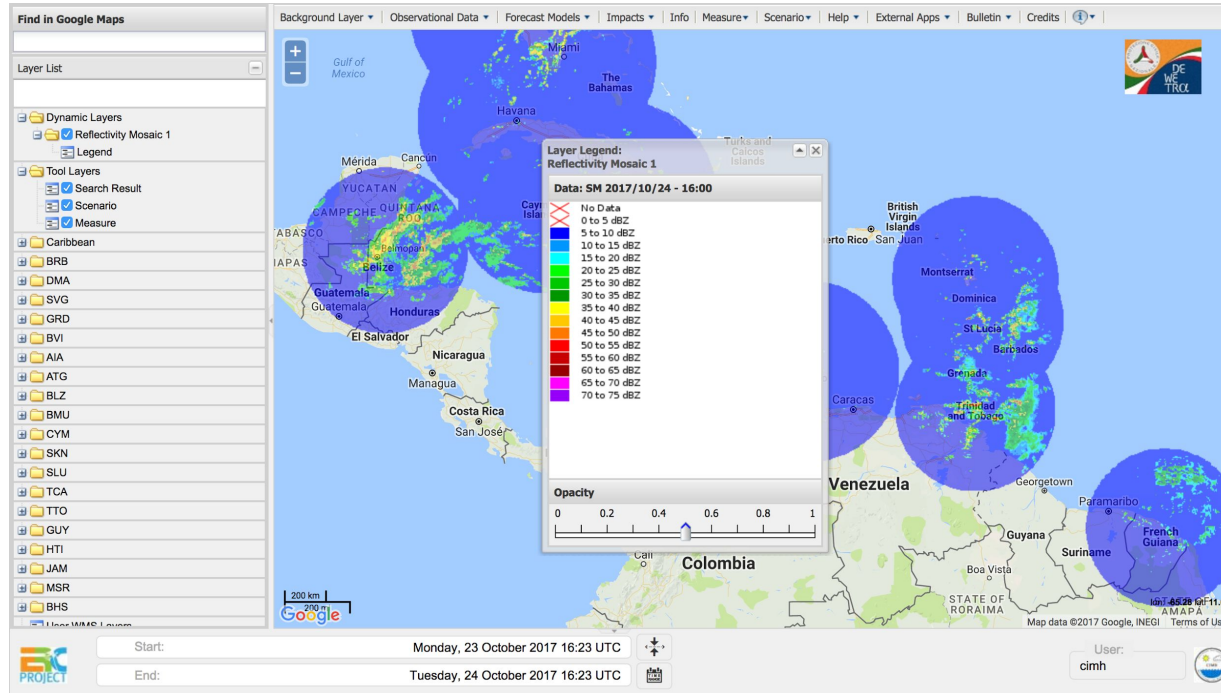 Find in Google Maps
Background Layer
Observational Data
Forecast Models
Impacts
Info
Measure
Scenario
Help
External Apps
Bulletin
Credits
Layer List
Dynamic Layers
Reflectivity Mosaic 1
Legend
Tool Layers
Search Result
Scenario
Measure
Caribbean
BRB
DMA
SVG
GRD
BVI
AIA
ATG
BLZ
BMU
CYM
SKN
SLU
TCA
TTO
GUY
HTI
JAM
MSR
BHS
User WMS Layers
Gulf of
Mexico
Miami
The
Bahamas
Havana
Turks and
Caicos
Islands
Mérida
Cancún
YUCATAN
CAMPECHE
QUINTANA
ROO
TABASCO
Belmopan
Belize
Guatemala
Guatemala
Honduras
El Salvador
Nicaragua
Managua
Costa Rica
San José
British
Virgin
Islands
San Juan
Montserrat
Dominica
St Lucia
Barbados
Grenada
Trinidad
and Tobago
Caracas
Venezuela
Georgetown
Paramaribo
Guyana
Suriname
French
Guiana
Boa Vista
STATE OF
RORAIMA
AMAPÁ
Cali
Colombia
DE
WE
TRα
Layer Legend:
Reflectivity Mosaic 1
Data: SM 2017/10/24 - 16:00
No Data
0 to 5 dBZ
5 to 10 dBZ
10 to 15 dBZ
15 to 20 dBZ
20 to 25 dBZ
25 to 30 dBZ
30 to 35 dBZ
35 to 40 dBZ
40 to 45 dBZ
45 to 50 dBZ
50 to 55 dBZ
55 to 60 dBZ
60 to 65 dBZ
65 to 70 dBZ
70 to 75 dBZ
Opacity
0 0.2 0.4 0.6 0.8 1
200 km
Google
Map data ©2017 Google, INEGI
Terms of Us
ERC
PROJECT
Start: Monday, 23 October 2017 16:23 UTC
End: Tuesday, 24 October 2017 16:23 UTC
User:
cimh